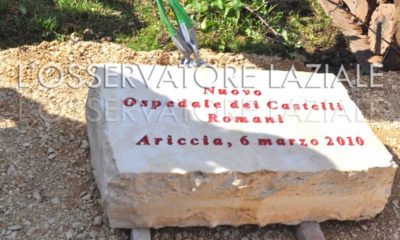 L'OSSERVATORE LAZIALE
Nuovo
Ospedale dei Castelli
Romani
Ariccia, 6 marzo 2010